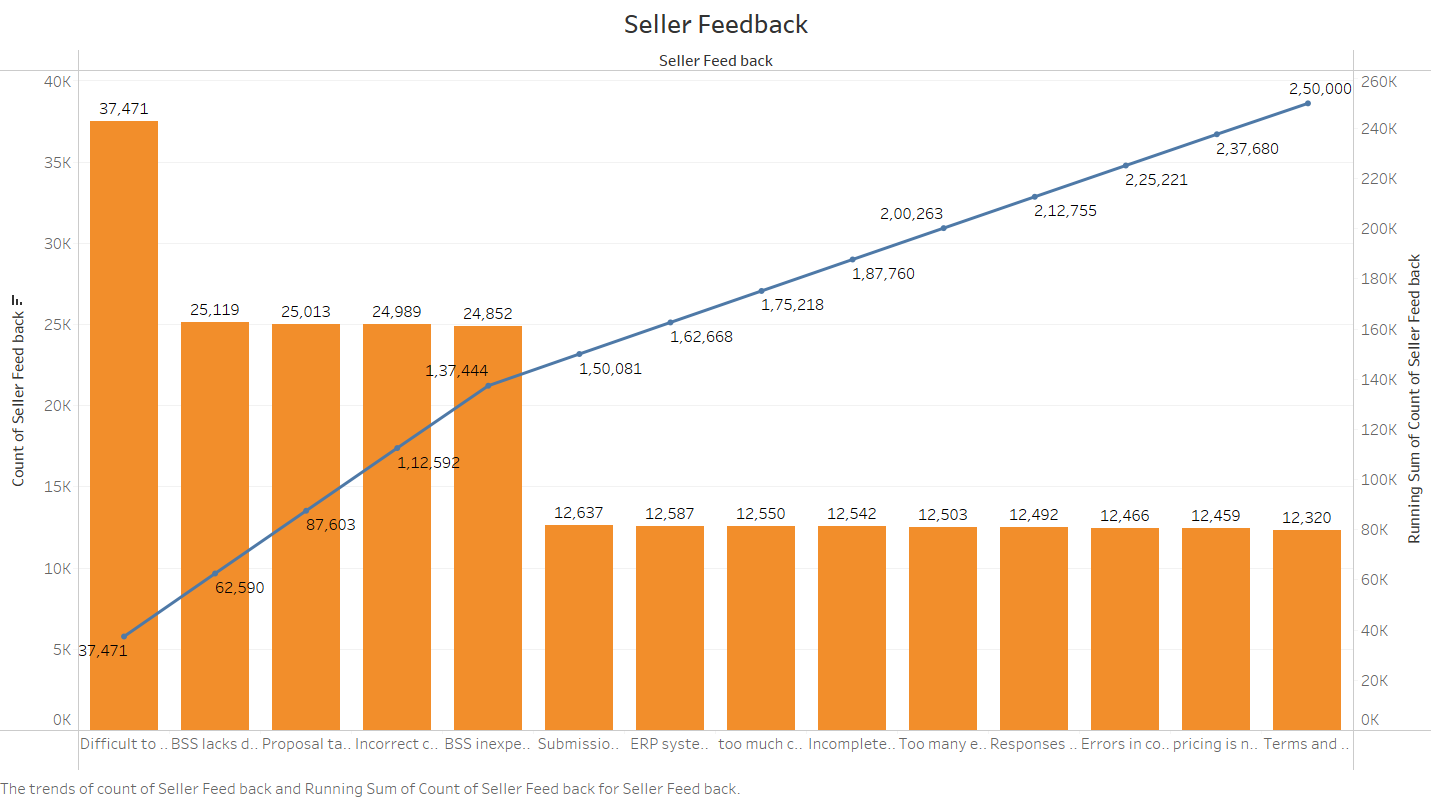 Seller Feedback
Seller Feed back
40K
35K
30K
25K
20K
15K
10K
5K
0K
Count of Seller Feed back
260K
240K
220K
200K
180K
160K
140K
120K
100K
80K
60K
40K
20K
0K
Running Sum of Count of Seller Feed back
37,471
25,119
25,013
24,989
24,852
12,637
12,587
12,550
12,542
12,503
12,492
12,466
12,459
12,320
37,471
62,590
87,603
1,12,592
1,37,444
1,50,081
1,62,668
1,75,218
1,87,760
2,00,263
2,12,755
2,25,221
2,37,680
2,50,000
Difficult to .. BSS lacks d.. Proposal ta.. Incorrect c.. BSS inexpe.. Submissio.. ERP syste.. too much c.. Incomplete.. Too many e.. Responses .. Errors in co.. pricing is n.. Terms and ..
The trends of count of Seller Feed back and Running Sum of Count of Seller Feed back for Seller Feed back.